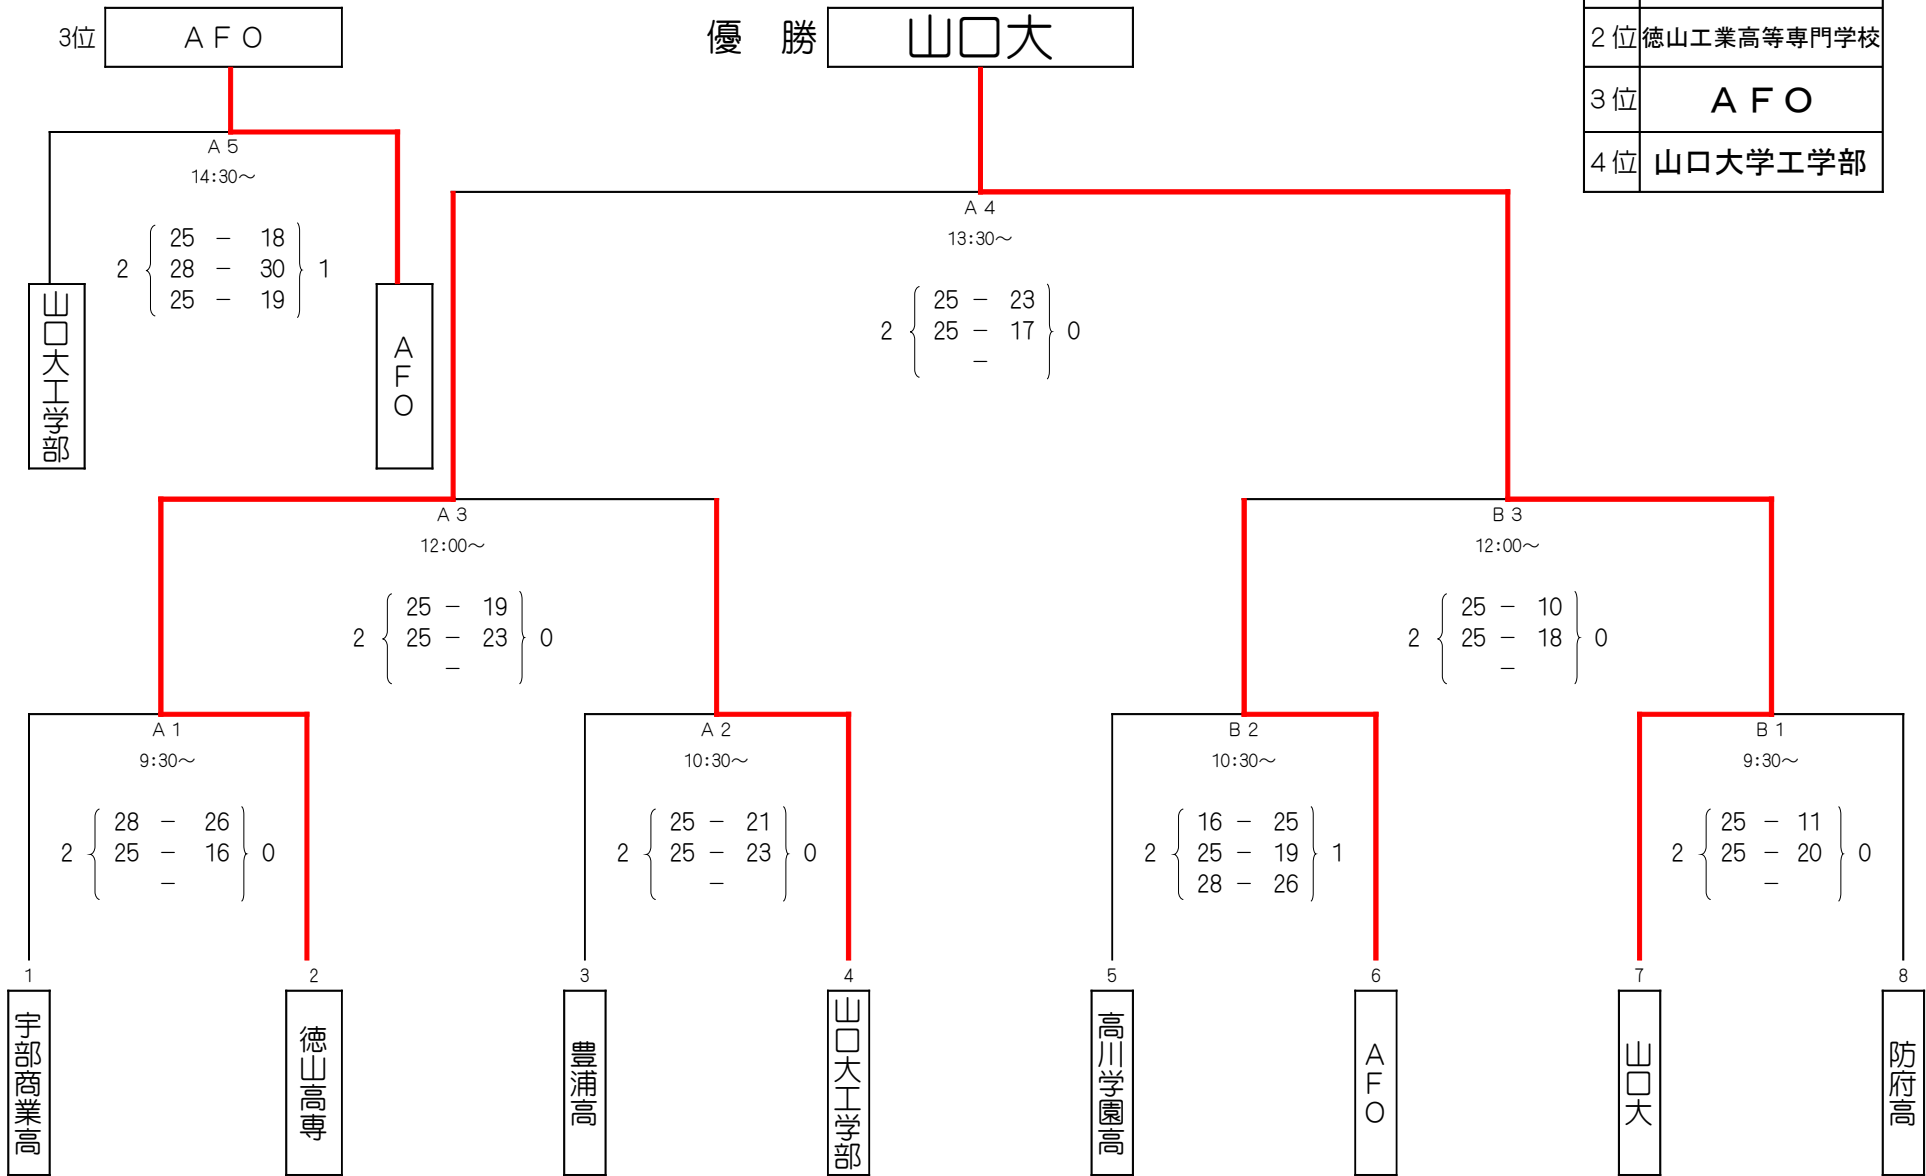 3位 ＡＦＯ
優　勝 山口大
2位 徳山工業高等専門学校
3位 ＡＦＯ
4位 山口大学工学部
Ａ５
14:30～
25 － 18
2 28 － 30 1
25 － 19
山口大工学部
ＡＦＯ
Ａ４
13:30～
25 － 23
2 25 － 17 0
－
Ａ３
12:00～
25 － 19
2 25 － 23 0
－
Ｂ３
12:00～
25 － 10
2 25 － 18 0
－
Ａ１
9:30～
28 － 26
2 25 － 16 0
－
Ａ２
10:30～
25 － 21
2 25 － 23 0
－
Ｂ２
10:30～
16 － 25
2 25 － 19 1
28 － 26
Ｂ１
9:30～
25 － 11
2 25 － 20 0
－
1
宇部商業高
2
徳山高専
3
豊浦高
4
山口大工学部
5
高川学園高
6
ＡＦＯ
7
山口大
8
防府高